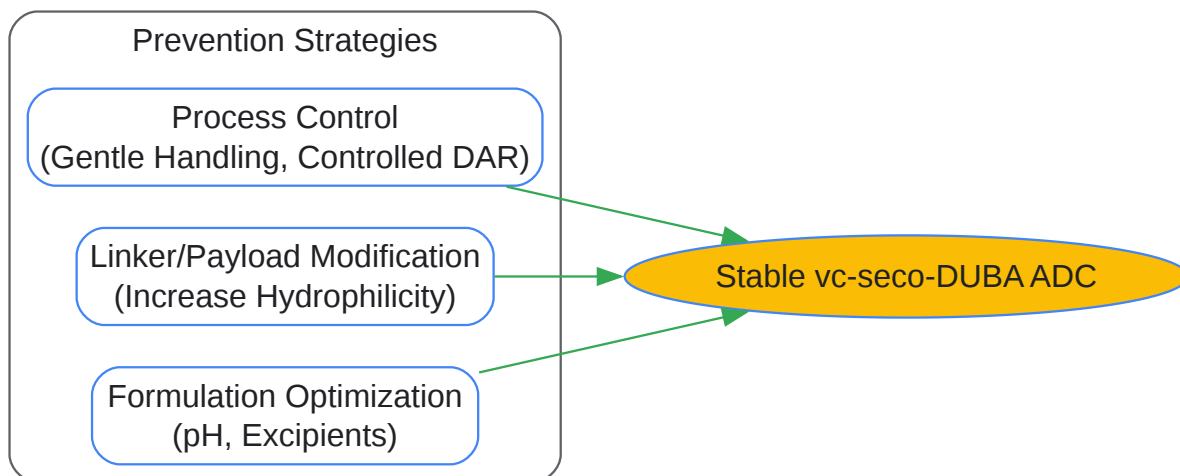 Prevention Strategies
Process Control
(Gentle Handling, Controlled DAR)
Linker/Payload Modification
(Increase Hydrophilicity)
Stable vc-seco-DUBA ADC
Formulation Optimization
(pH, Excipients)